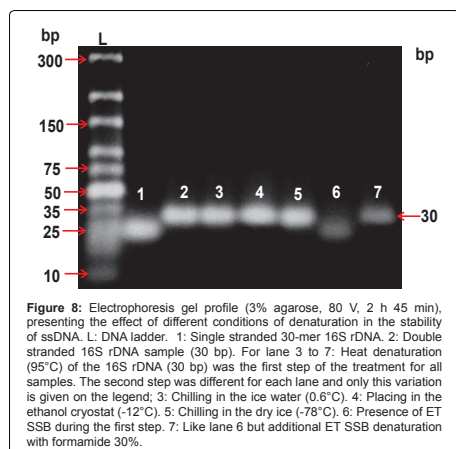 bp
L
bp
300
150
75
50
35
25
10
1
2
3
4
5
6
7
30
Figure 8: Electrophoresis gel profile (3% agarose, 80 V, 2 h 45 min),
presenting the effect of different conditions of denaturation in the stability
of ssDNA. L: DNA ladder. 1: Single stranded 30-mer 16S rDNA. 2: Double
stranded 16S rDNA sample (30 bp). For lane 3 to 7: Heat denaturation
(95°C) of the 16S rDNA (30 bp) was the first step of the treatment for all
samples. The second step was different for each lane and only this variation
is given on the legend; 3: Chilling in the ice water (0.6°C). 4: Placing in the
ethanol cryostat (-12°C). 5: Chilling in the dry ice (-78°C). 6: Presence of ET
SSB during the first step. 7: Like lane 6 but additional ET SSB denaturation
with formamide 30%.